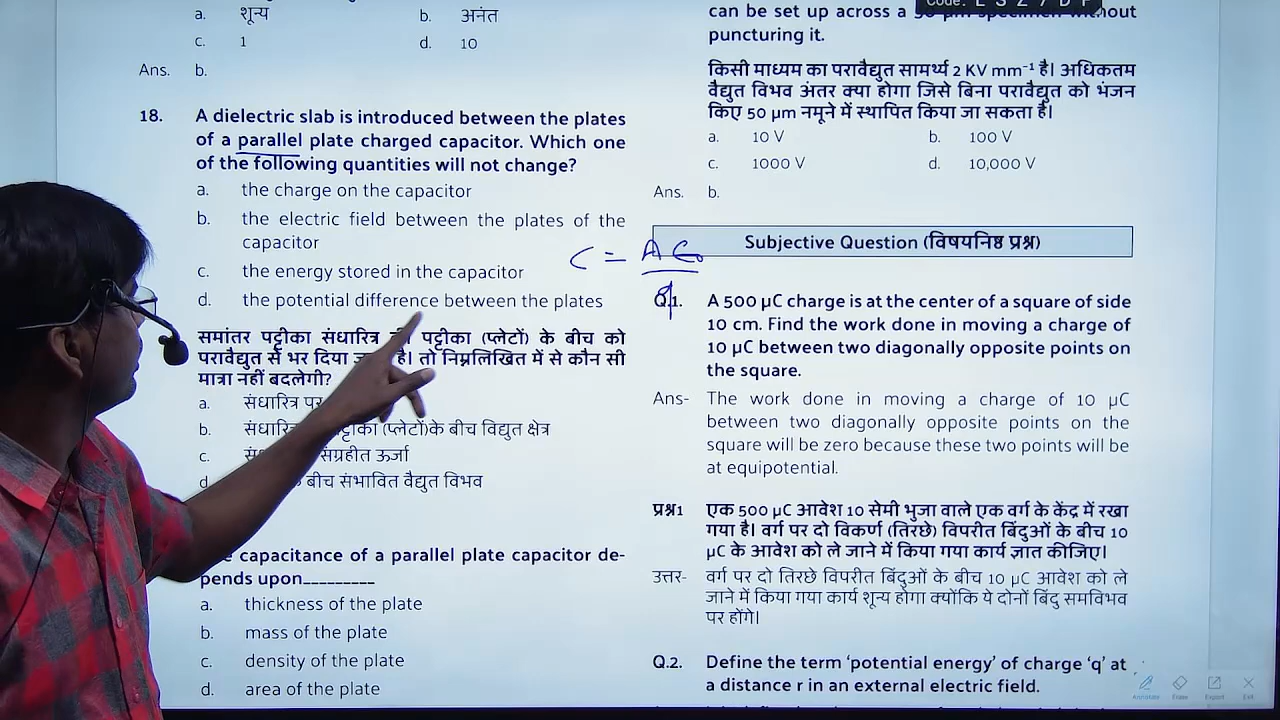 a. शून्य b. अनंत
c. 1 d. 10
Ans. b.
18. A dielectric slab is introduced between the plates
of a parallel plate charged capacitor. Which one
of the following quantities will not change?
a. the charge on the capacitor
b. the electric field between the plates of the
capacitor
c. the energy stored in the capacitor
d. the potential difference between the plates
समांतर पट्टीका संधारित्र पट्टीका (प्लेटों) के बीच को
परावैद्युत से भर दिया है। तो निम्नलिखित में से कौन सी
मात्रा नहीं बदलेगी?
a. संधारित्र पर
b. पट्टीका (प्लेटों)के बीच विद्युत क्षेत्र
c. संग्रहीत ऊर्जा
d के बीच संभावित वैद्युत विभव
capacitance of a parallel plate capacitor de-
pends upon_________
a. thickness of the plate
b. mass of the plate
c. density of the plate
d. area of the plate
C = A ε₀
d
Code:
can be set up across a
puncturing it.
किसी माध्यम का परावैद्युत सामर्थ्य 2 KV mm⁻¹ है। अधिकतम
वैद्युत विभव अंतर क्या होगा जिसे बिना परावैद्युत को भंजन
किए 50 µm नमूने में स्थापित किया जा सकता है।
a. 10 V b. 100 V
c. 1000 V d. 10,000 V
Ans. b.
Subjective Question (विषयनिष्ठ प्रश्न)
Q.1. A 500 µC charge is at the center of a square of side
10 cm. Find the work done in moving a charge of
10 µC between two diagonally opposite points on
the square.
Ans- The work done in moving a charge of 10 µC
between two diagonally opposite points on the
square will be zero because these two points will be
at equipotential.
प्रश्न1 एक 500 µC आवेश 10 सेमी भुजा वाले एक वर्ग के केंद्र में रखा
गया है। वर्ग पर दो विकर्ण (तिरछे) विपरीत बिंदुओं के बीच 10
µC के आवेश को ले जाने में किया गया कार्य ज्ञात कीजिए।
उत्तर- वर्ग पर दो तिरछे विपरीत बिंदुओं के बीच 10 µC आवेश को ले
जाने में किया गया कार्य शून्य होगा क्योंकि ये दोनों बिंदु समविभव
पर होंगे।
Q.2. Define the term ‘potential energy’ of charge ‘q’ at
a distance r in an external electric field.
Annotate Erase Export Exit